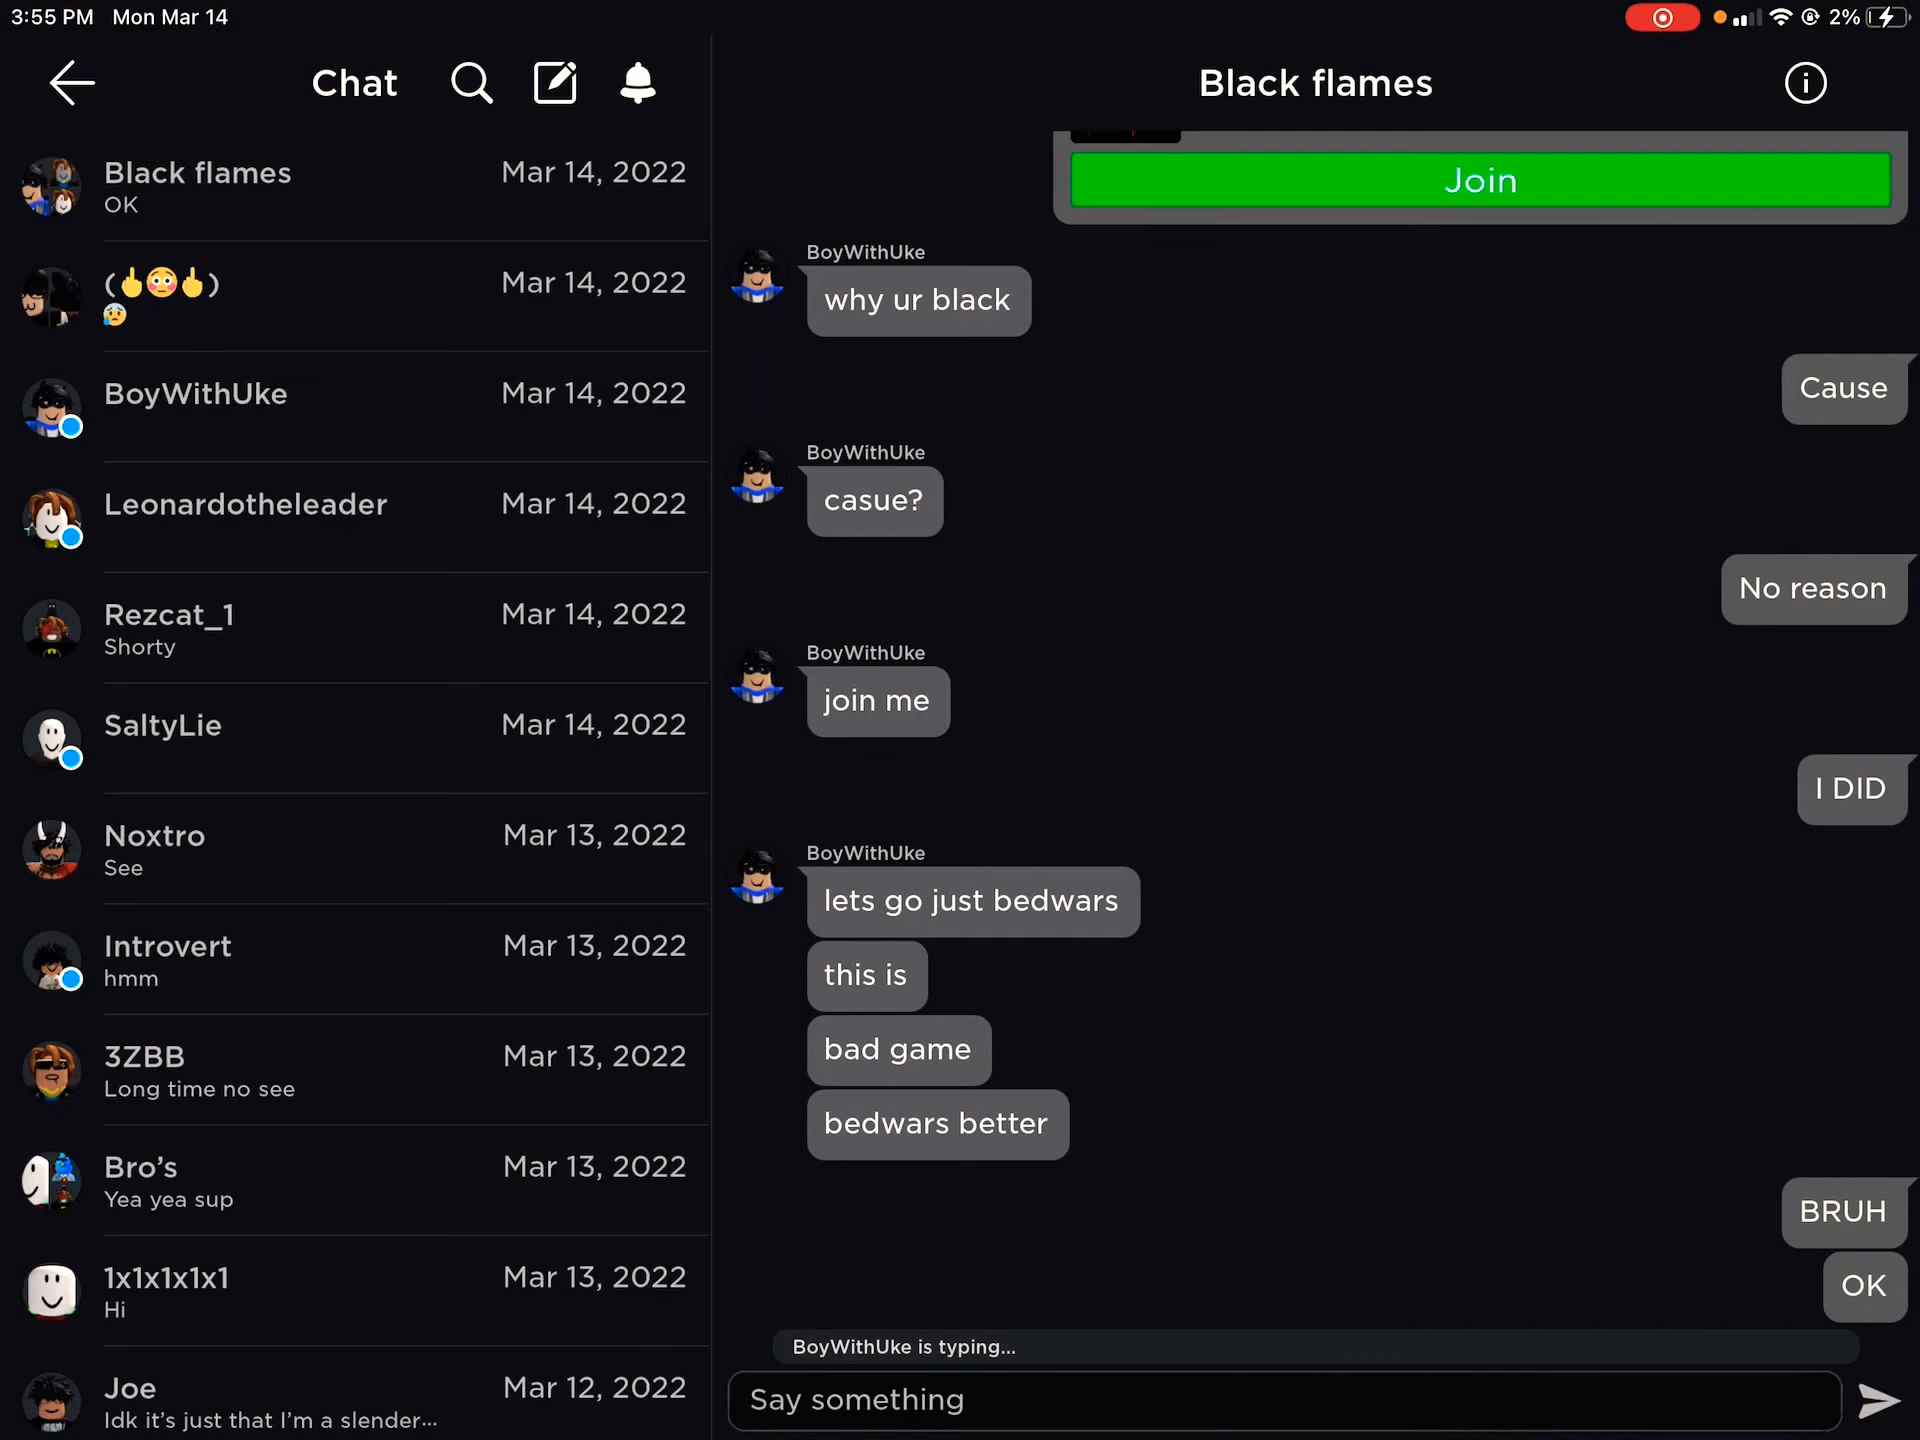 3:55 PM Mon Mar 14
2%
Chat
Black flames
Black flames Mar 14, 2022
OK
(🖕😳🖕) Mar 14, 2022
😰
BoyWithUke Mar 14, 2022
Leonardotheleader Mar 14, 2022
Rezcat_1 Mar 14, 2022
Shorty
SaltyLie Mar 14, 2022
Noxtro Mar 13, 2022
See
Introvert Mar 13, 2022
hmm
3ZBB Mar 13, 2022
Long time no see
Bro’s Mar 13, 2022
Yea yea sup
1x1x1x1x1 Mar 13, 2022
Hi
Joe Mar 12, 2022
Idk it’s just that I’m a slender...
Join
BoyWithUke
why ur black
Cause
BoyWithUke
casue?
No reason
BoyWithUke
join me
I DID
BoyWithUke
lets go just bedwars
this is
bad game
bedwars better
BRUH
OK
BoyWithUke is typing...
Say something